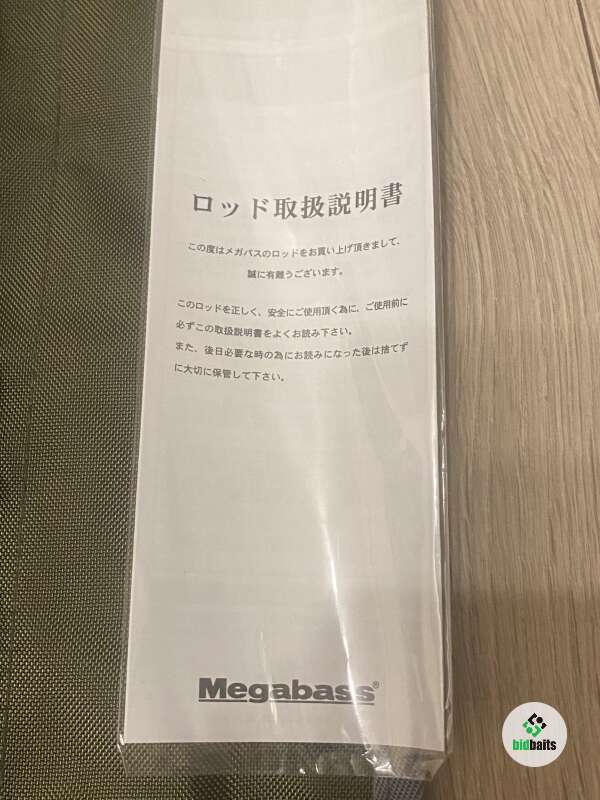 ロッド取扱説明書
この度はメガバスのロッドをお買い上げ頂きまして、
誠に有難うございます。
このロッドを正しく、安全にご使用頂く為に、ご使用前に
必ずこの取扱説明書をよくお読み下さい。
また、後日必要な時の為にお読みになった後は捨てず
に大切に保管して下さい。
Megabass®
bidbaits